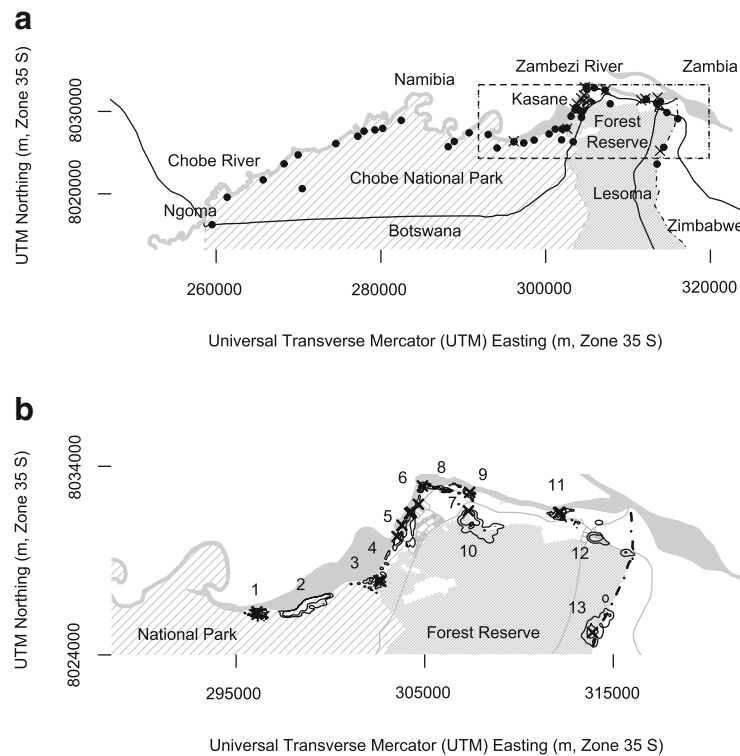 a
UTM Northing (m, Zone 35 S)
8030000
8020000
Zambezi River
Zambia
Namibia
Kasane
Forest
Reserve
Chobe River
Chobe National Park
Lesoma
Ngoma
Zimbabwe
Botswana
260000 280000 300000 320000
Universal Transverse Mercator (UTM) Easting (m, Zone 35 S)
b
UTM Northing (m, Zone 35 S)
8034000
8024000
6 8 9 11
7
5
10
4
12
3
1 2
13
National Park
Forest Reserve
295000 305000 315000
Universal Transverse Mercator (UTM) Easting (m, Zone 35 S)